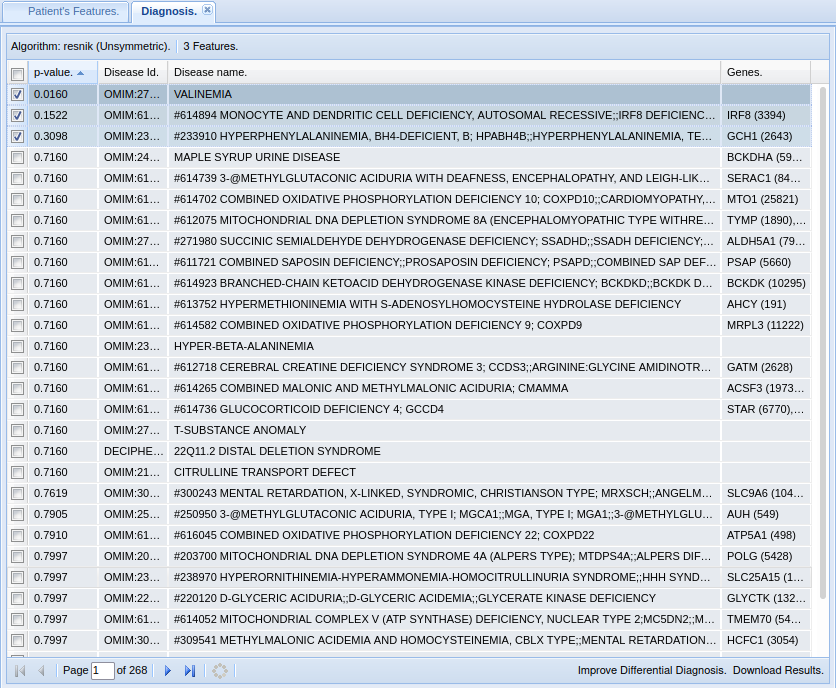 Patient's Features.
Diagnosis.
Algorithm: resnik (Unsymmetric). 3 Features.
p-value. Disease Id. Disease name. Genes.
0.0160 OMIM:27... VALINEMIA
0.1522 OMIM:61... #614894 MONOCYTE AND DENDRITIC CELL DEFICIENCY, AUTOSOMAL RECESSIVE;;IRF8 DEFICIENC... IRF8 (3394)
0.3098 OMIM:23... #233910 HYPERPHENYLALANINEMIA, BH4-DEFICIENT, B; HPABH4B;;HYPERPHENYLALANINEMIA, TE... GCH1 (2643)
0.7160 OMIM:24... MAPLE SYRUP URINE DISEASE BCKDHA (59...
0.7160 OMIM:61... #614739 3-@METHYLGLUTACONIC ACIDURIA WITH DEAFNESS, ENCEPHALOPATHY, AND LEIGH-LIK... SERAC1 (84...
0.7160 OMIM:61... #614702 COMBINED OXIDATIVE PHOSPHORYLATION DEFICIENCY 10; COXPD10;;CARDIOMYOPATHY,... MTO1 (25821)
0.7160 OMIM:61... #612075 MITOCHONDRIAL DNA DEPLETION SYNDROME 8A (ENCEPHALOMYOPATHIC TYPE WITHRE... TYMP (1890),...
0.7160 OMIM:27... #271980 SUCCINIC SEMIALDEHYDE DEHYDROGENASE DEFICIENCY; SSADHD;;SSADH DEFICIENCY;... ALDH5A1 (79...
0.7160 OMIM:61... #611721 COMBINED SAPOSIN DEFICIENCY;;PROSAPOSIN DEFICIENCY; PSAPD;;COMBINED SAP DEF... PSAP (5660)
0.7160 OMIM:61... #614923 BRANCHED-CHAIN KETOACID DEHYDROGENASE KINASE DEFICIENCY; BCKDKD;;BCKDK D... BCKDK (10295)
0.7160 OMIM:61... #613752 HYPERMETHIONINEMIA WITH S-ADENOSYLHOMOCYSTEINE HYDROLASE DEFICIENCY AHCY (191)
0.7160 OMIM:61... #614582 COMBINED OXIDATIVE PHOSPHORYLATION DEFICIENCY 9; COXPD9 MRPL3 (11222)
0.7160 OMIM:23... HYPER-BETA-ALANINEMIA
0.7160 OMIM:61... #612718 CEREBRAL CREATINE DEFICIENCY SYNDROME 3; CCDS3;;ARGININE:GLYCINE AMIDINOTR... GATM (2628)
0.7160 OMIM:61... #614265 COMBINED MALONIC AND METHYLMALONIC ACIDURIA; CMAMMA ACSF3 (1973...
0.7160 OMIM:61... #614736 GLUCOCORTICOID DEFICIENCY 4; GCCD4 STAR (6770),...
0.7160 OMIM:27... T-SUBSTANCE ANOMALY
0.7160 DECIPHE... 22Q11.2 DISTAL DELETION SYNDROME
0.7160 OMIM:21... CITRULLINE TRANSPORT DEFECT
0.7619 OMIM:30... #300243 MENTAL RETARDATION, X-LINKED, SYNDROMIC, CHRISTIANSON TYPE; MRXSCH;;ANGELM... SLC9A6 (104...
0.7905 OMIM:25... #250950 3-@METHYLGLUTACONIC ACIDURIA, TYPE I; MGCA1;;MGA, TYPE I; MGA1;;3-@METHYLGLU... AUH (549)
0.7910 OMIM:61... #616045 COMBINED OXIDATIVE PHOSPHORYLATION DEFICIENCY 22; COXPD22 ATP5A1 (498)
0.7997 OMIM:20... #203700 MITOCHONDRIAL DNA DEPLETION SYNDROME 4A (ALPERS TYPE); MTDPS4A;;ALPERS DIF... POLG (5428)
0.7997 OMIM:23... #238970 HYPERORNITHINEMIA-HYPERAMMONEMIA-HOMOCITRULLINURIA SYNDROME;;HHH SYND... SLC25A15 (1...
0.7997 OMIM:22... #220120 D-GLYCERIC ACIDURIA;;D-GLYCERIC ACIDEMIA;;GLYCERATE KINASE DEFICIENCY GLYCTK (132...
0.7997 OMIM:61... #614052 MITOCHONDRIAL COMPLEX V (ATP SYNTHASE) DEFICIENCY, NUCLEAR TYPE 2;MC5DN2;;M... TMEM70 (54...
0.7997 OMIM:30... #309541 METHYLMALONIC ACIDEMIA AND HOMOCYSTEINEMIA, CBLX TYPE;;MENTAL RETARDATION... HCFC1 (3054)
Page 1 of 268 Improve Differential Diagnosis. Download Results.